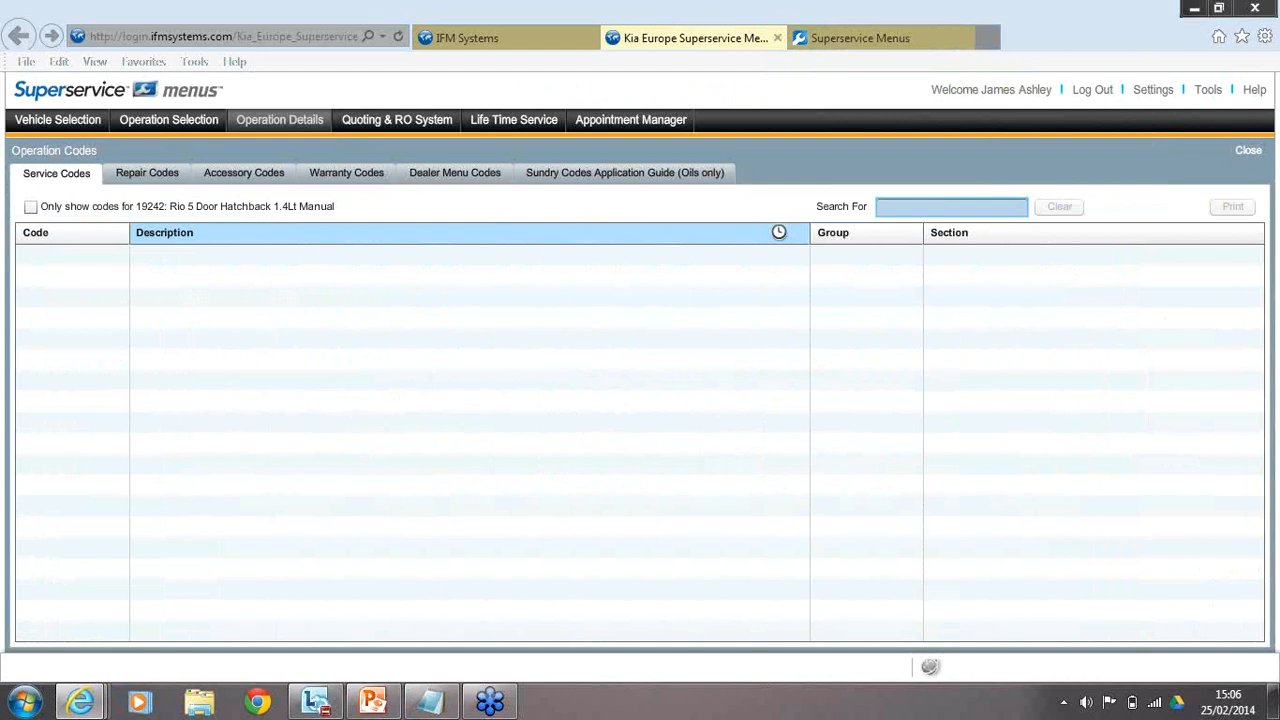 http://login.ifmsystems.com/Kia_Europe_Superservice
IFM Systems
Kia Europe Superservice Me...
Superservice Menus
File Edit View Favorites Tools Help
Superservice menus
Welcome James Ashley Log Out Settings Tools Help
Vehicle Selection Operation Selection Operation Details Quoting & RO System Life Time Service Appointment Manager
Operation Codes Close
Service Codes Repair Codes Accessory Codes Warranty Codes Dealer Menu Codes Sundry Codes Application Guide (Oils only)
Only show codes for 19242: Rio 5 Door Hatchback 1.4Lt Manual Search For Clear Print
Code Description Group Section
15:06
25/02/2014